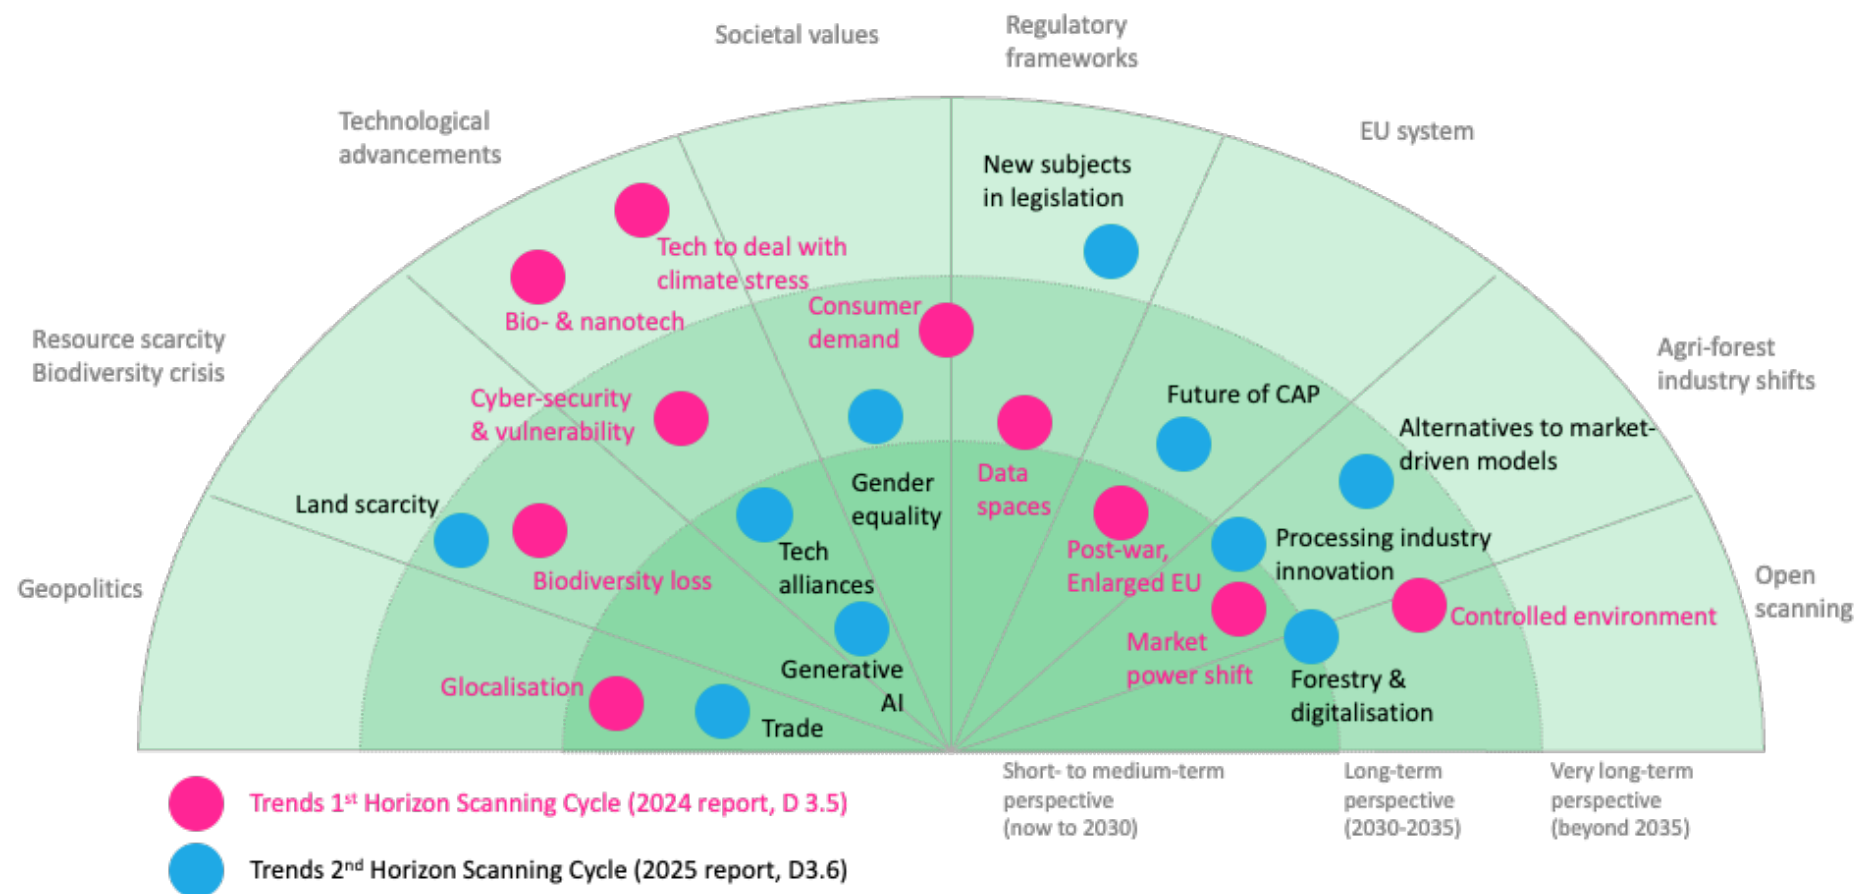 Societal values
Regulatory
frameworks
Technological
advancements
EU system
New subjects
in legislation
Tech to deal with
climate stress
Bio- & nanotech
Consumer
demand
Resource scarcity
Biodiversity crisis
Agri-forest
industry shifts
Cyber-security
& vulnerability
Future of CAP
Alternatives to market-
driven models
Land scarcity
Gender
equality
Data
spaces
Biodiversity loss
Tech
alliances
Post-war,
Enlarged EU
Processing industry
innovation
Geopolitics
Open
scanning
Controlled environment
Market
power shift
Generative
AI
Glocalisation
Trade
Forestry &
digitalisation
Short- to medium-term
perspective
(now to 2030)
Long-term
perspective
(2030-2035)
Very long-term
perspective
(beyond 2035)
Trends 1st Horizon Scanning Cycle (2024 report, D 3.5)
Trends 2nd Horizon Scanning Cycle (2025 report, D3.6)